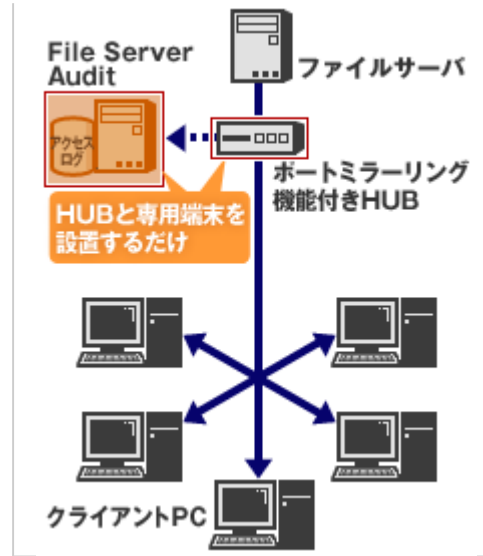 File Server
Audit
ファイルサーバ
アクセス
ログ
ポートミラーリング
機能付きHUB
HUBと専用端末を
設置するだけ
クライアントPC